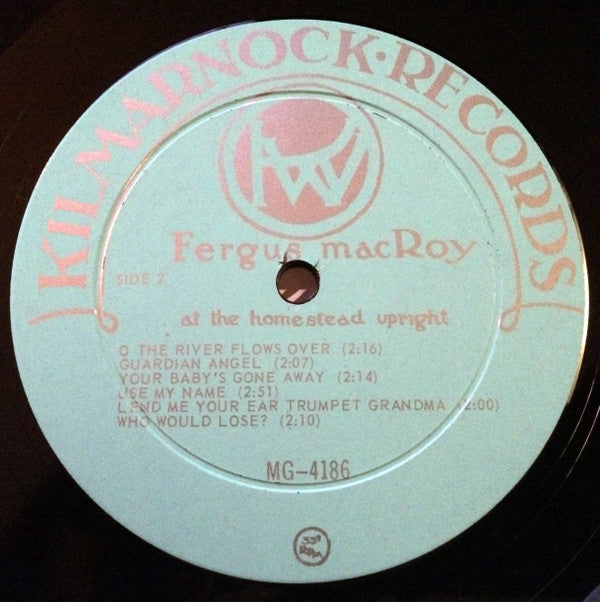 KILMARNOCK·RECORDS
Fergus macRoy
SIDE 2
at the homestead upright
O THE RIVER FLOWS OVER (2:16)
GUARDIAN ANGEL (2:07)
YOUR BABY'S GONE AWAY (2:14)
USE MY NAME (2:51)
LEND ME YOUR EAR TRUMPET GRANDMA (2:00)
WHO WOULD LOSE? (2:10)
MG-4186